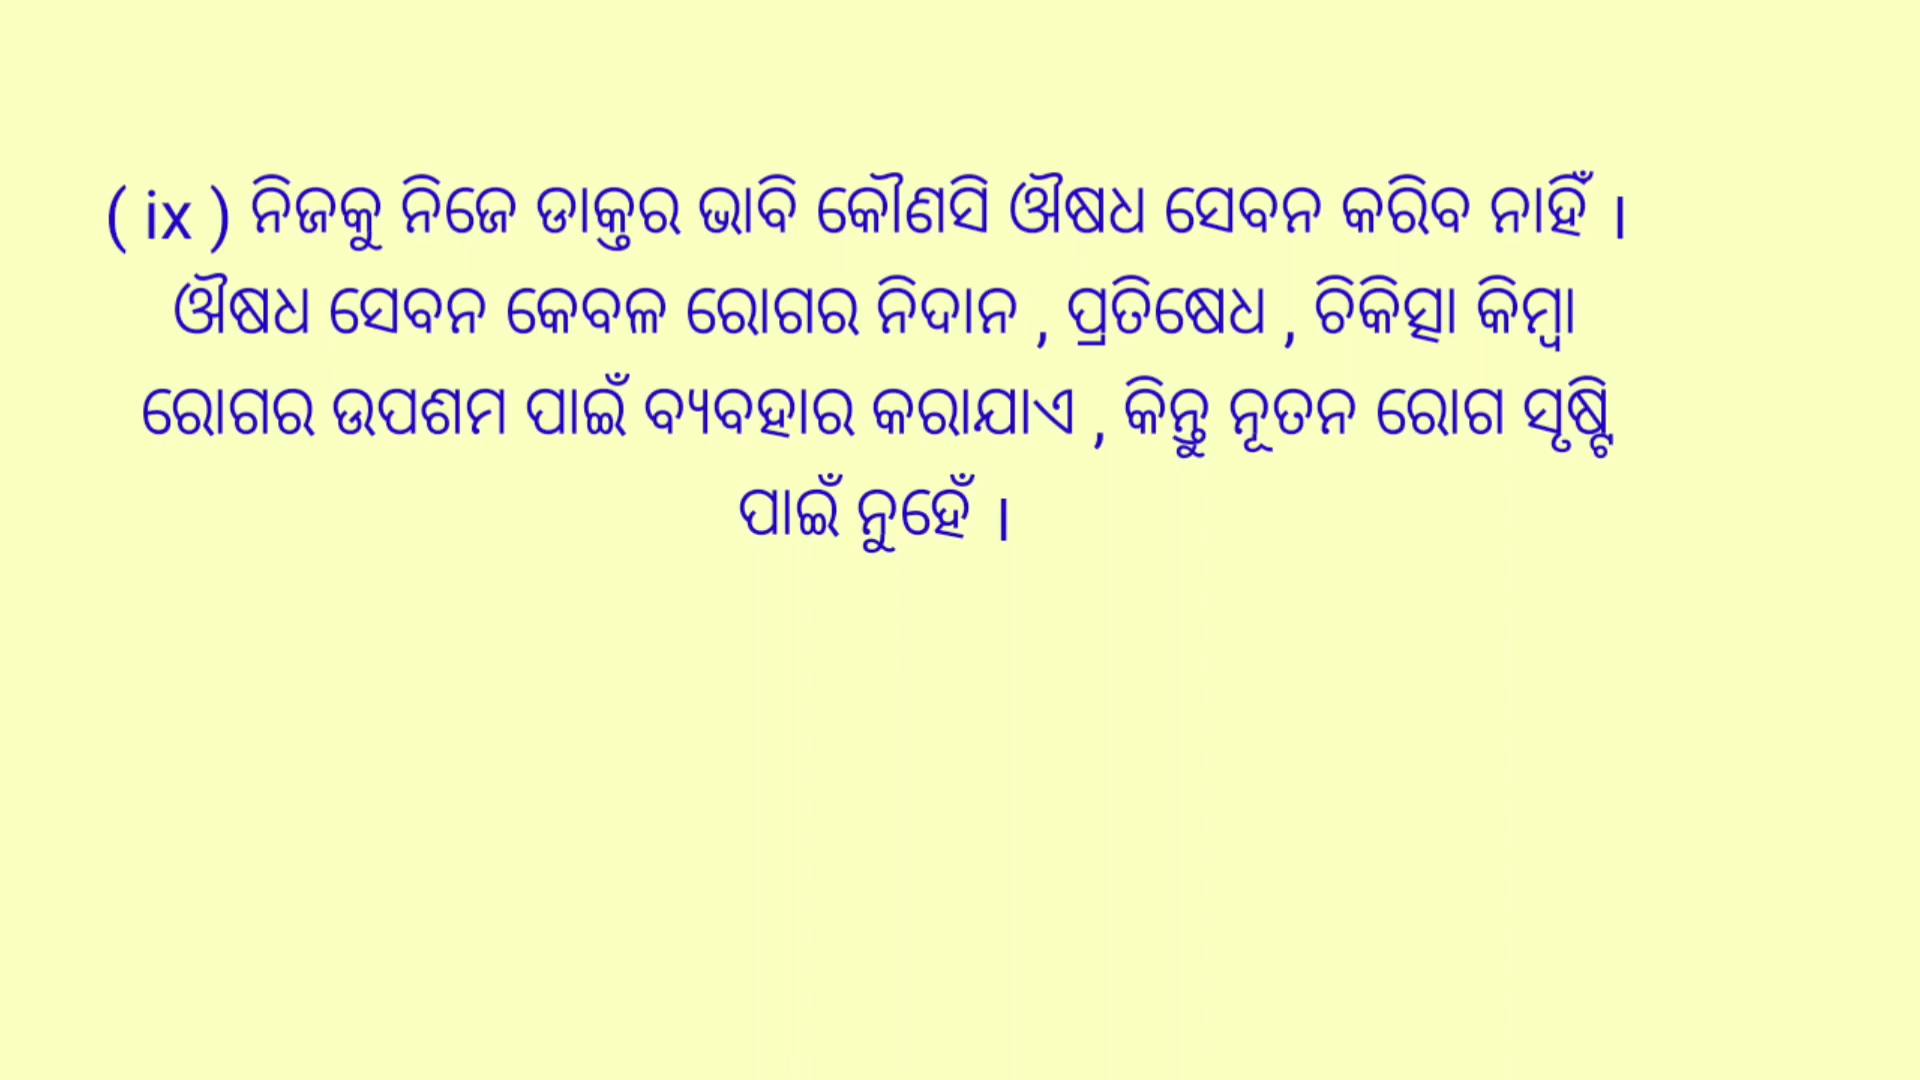 ( ix ) ନିଜକୁ ନିଜେ ଡାକ୍ତର ଭାବି କୌଣସି ଔଷଧ ସେବନ କରିବ ନାହିଁ ।
ଔଷଧ ସେବନ କେବଳ ରୋଗର ନିଦାନ , ପ୍ରତିଷେଧ , ଚିକିତ୍ସା କିମ୍ବା
ରୋଗର ଉପଶମ ପାଇଁ ବ୍ୟବହାର କରାଯାଏ , କିନ୍ତୁ ନୂତନ ରୋଗ ସୃଷ୍ଟି
ପାଇଁ ନୁହେଁ ।